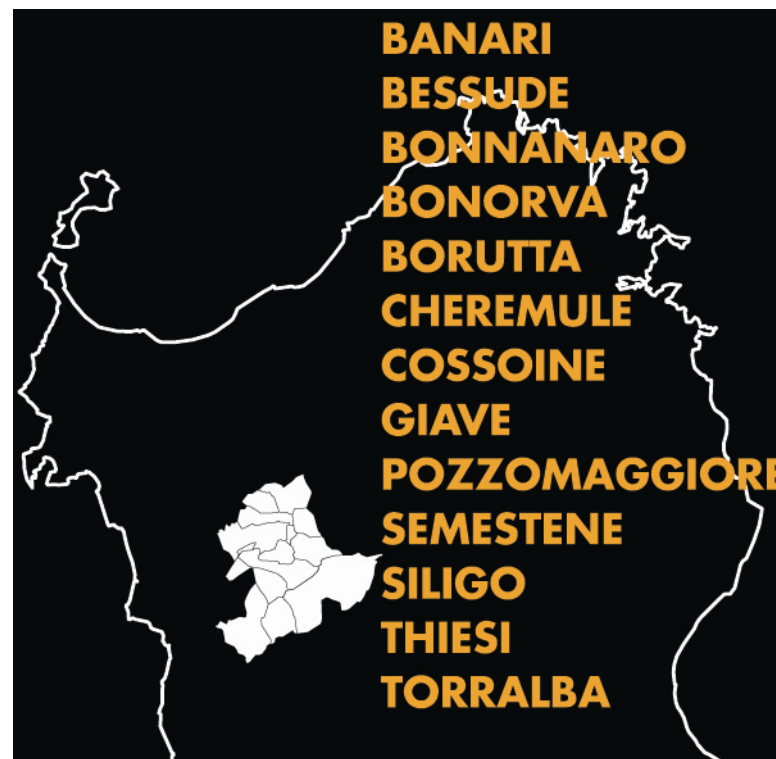 BANARI
BESSUDE
BONNANARO
BONORVA
BORUTTA
CHEREMULE
COSSOINE
GIAVE
POZZOMAGGIORE
SEMESTENE
SILIGO
THIESI
TORRALBA